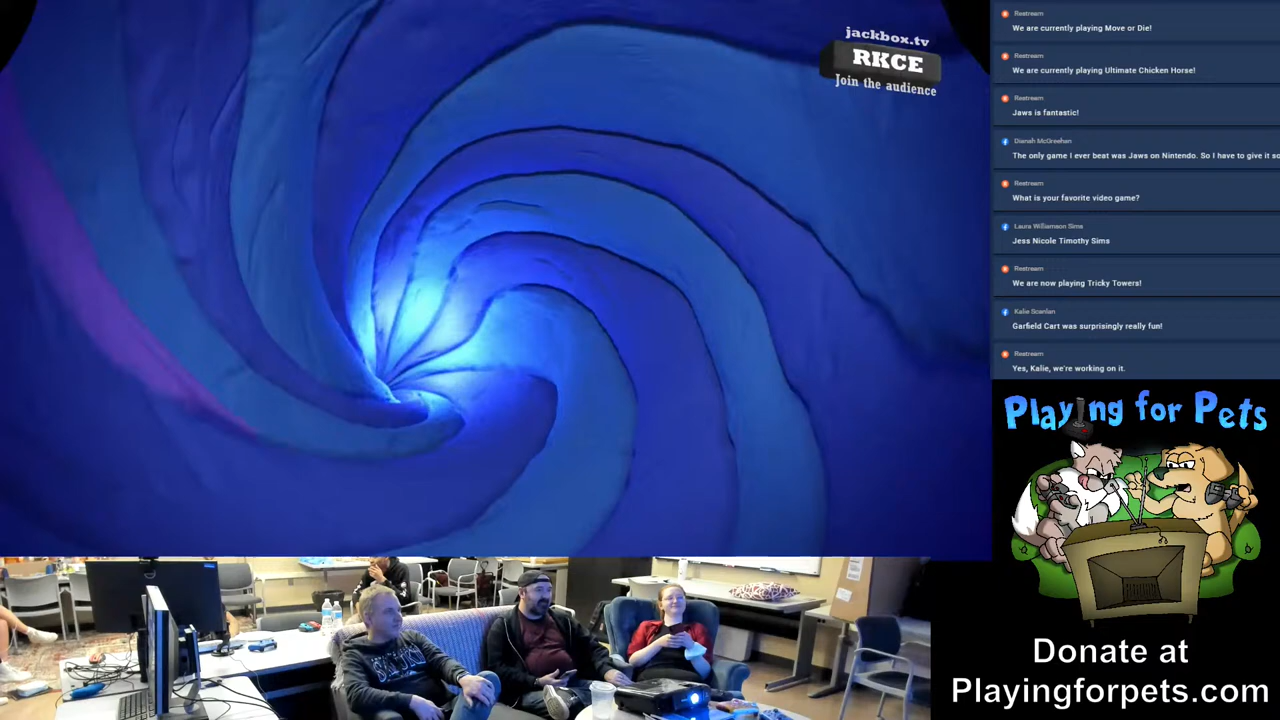 jackbox.tv
RKCE
Join the audience
Restream
We are currently playing Move or Die!
Restream
We are currently playing Ultimate Chicken Horse!
Restream
Jaws is fantastic!
Dianah McGreehan
The only game I ever beat was Jaws on Nintendo. So I have to give it so
Restream
What is your favorite video game?
Laura Williamson Sims
Jess Nicole Timothy Sims
Restream
We are now playing Tricky Towers!
Kalie Scanlan
Garfield Cart was surprisingly really fun!
Restream
Yes, Kalie, we're working on it.
Playing for Pets
Donate at
Playingforpets.com